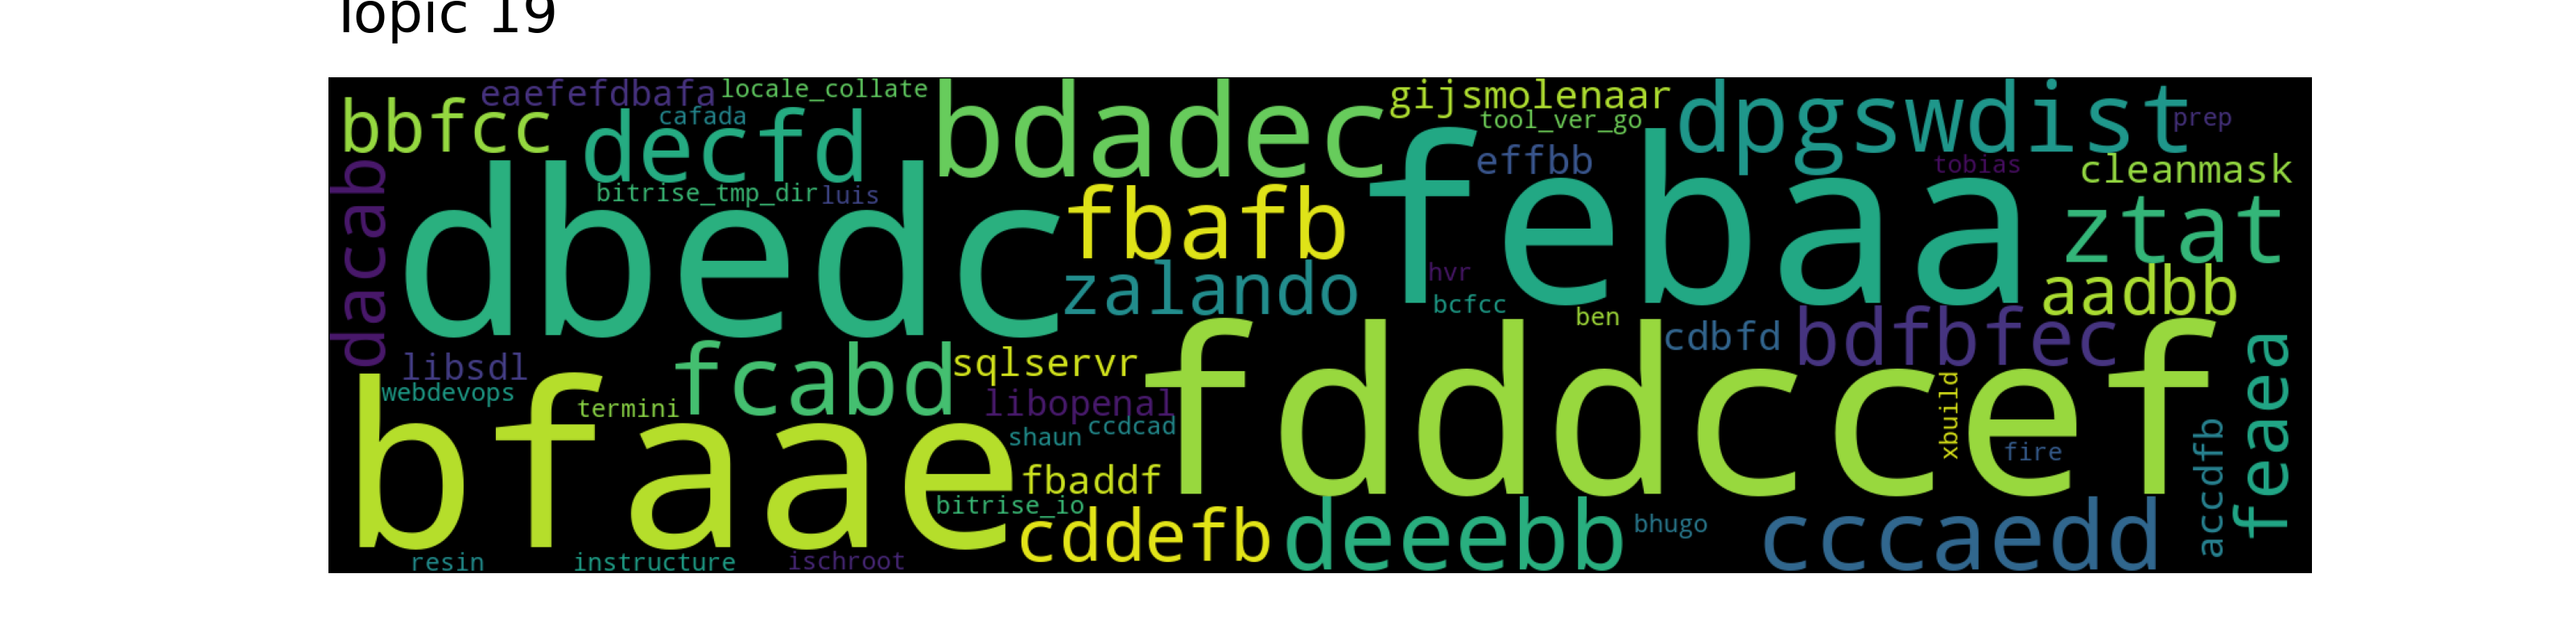 Topic 19
eaefefdbafa
locale_collate
bdadec
gijsmolenaar
dpgswdist
prep
bbfcc
cafada
decfd
tool_ver_go
effbb
tobias
cleanmask
dacab
bitrise_tmp_dir
luis
dbedc
fbafb
febaa
ztat
zalando
hvr
bcfcc
ben
aadbb
libsdl
webdevops
termini
fcabd
sqlservr
libopenal
fdddccef
cdbfd
bdfbfec
feaea
bfaae
shaun
ccdcad
xbuild
fire
accdfb
fbaddf
bitrise_io
cddefb
deeebb
bhugo
cccaedd
resin
instructure
ischroot